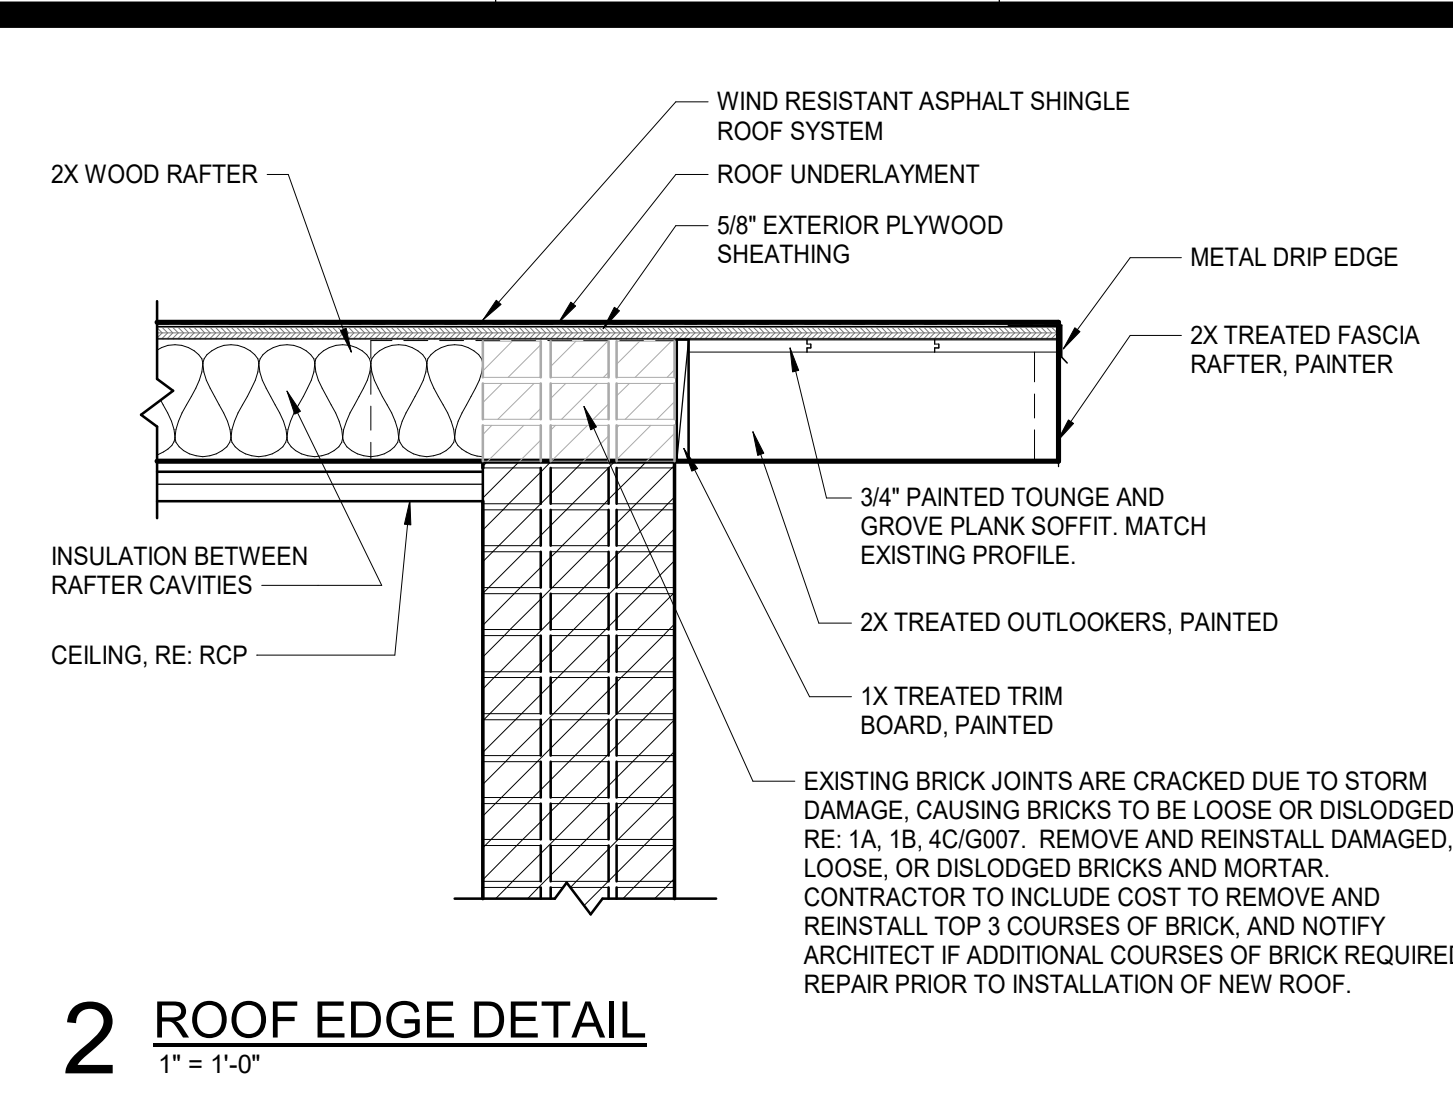 WIND RESISTANT ASPHALT SHINGLE
ROOF SYSTEM
2X WOOD RAFTER
ROOF UNDERLAYMENT
5/8" EXTERIOR PLYWOOD
SHEATHING
METAL DRIP EDGE
2X TREATED FASCIA
RAFTER, PAINTER
3/4" PAINTED TOUNGE AND
GROVE PLANK SOFFIT. MATCH
EXISTING PROFILE.
INSULATION BETWEEN
RAFTER CAVITIES
2X TREATED OUTLOOKERS, PAINTED
CEILING, RE: RCP
1X TREATED TRIM
BOARD, PAINTED
EXISTING BRICK JOINTS ARE CRACKED DUE TO STORM
DAMAGE, CAUSING BRICKS TO BE LOOSE OR DISLODGED
RE: 1A, 1B, 4C/G007. REMOVE AND REINSTALL DAMAGED,
LOOSE, OR DISLODGED BRICKS AND MORTAR.
CONTRACTOR TO INCLUDE COST TO REMOVE AND
REINSTALL TOP 3 COURSES OF BRICK, AND NOTIFY
ARCHITECT IF ADDITIONAL COURSES OF BRICK REQUIRED
REPAIR PRIOR TO INSTALLATION OF NEW ROOF.
2 ROOF EDGE DETAIL
1" = 1'-0"